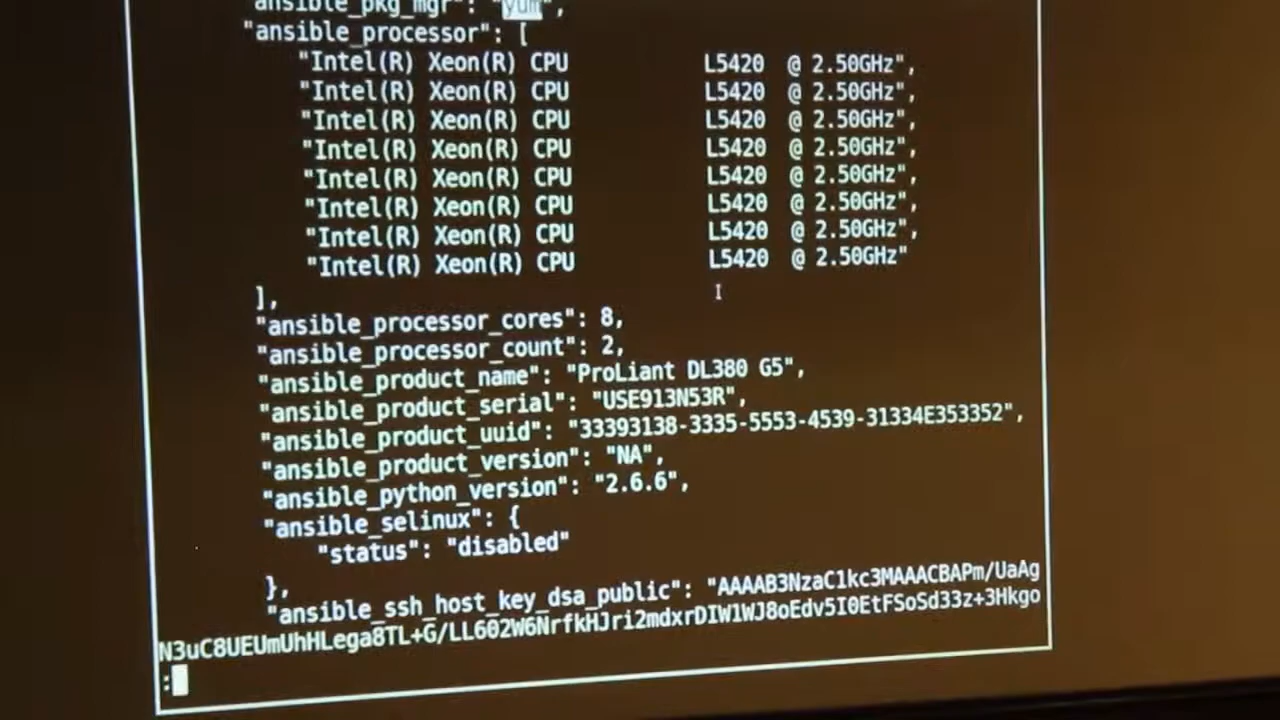 "ansible_pkg_mgr": "yum",
"ansible_processor": [
"Intel(R) Xeon(R) CPU L5420 @ 2.50GHz",
"Intel(R) Xeon(R) CPU L5420 @ 2.50GHz",
"Intel(R) Xeon(R) CPU L5420 @ 2.50GHz",
"Intel(R) Xeon(R) CPU L5420 @ 2.50GHz",
"Intel(R) Xeon(R) CPU L5420 @ 2.50GHz",
"Intel(R) Xeon(R) CPU L5420 @ 2.50GHz",
"Intel(R) Xeon(R) CPU L5420 @ 2.50GHz",
"Intel(R) Xeon(R) CPU L5420 @ 2.50GHz"
],
"ansible_processor_cores": 8,
"ansible_processor_count": 2,
"ansible_product_name": "ProLiant DL380 G5",
"ansible_product_serial": "USE913N53R",
"ansible_product_uuid": "33393138-3335-5553-4539-31334E353352",
"ansible_product_version": "NA",
"ansible_python_version": "2.6.6",
"ansible_selinux": {
"status": "disabled"
},
"ansible_ssh_host_key_dsa_public": "AAAAB3NzaC1kc3MAAACBAPm/UaAg
N3uC8UEUmUhHLega8TL+G/LL602W6NrfkHJri2mdxrDIW1WJ8oEdv5I0EtFSoSd33z+3Hkgo
: